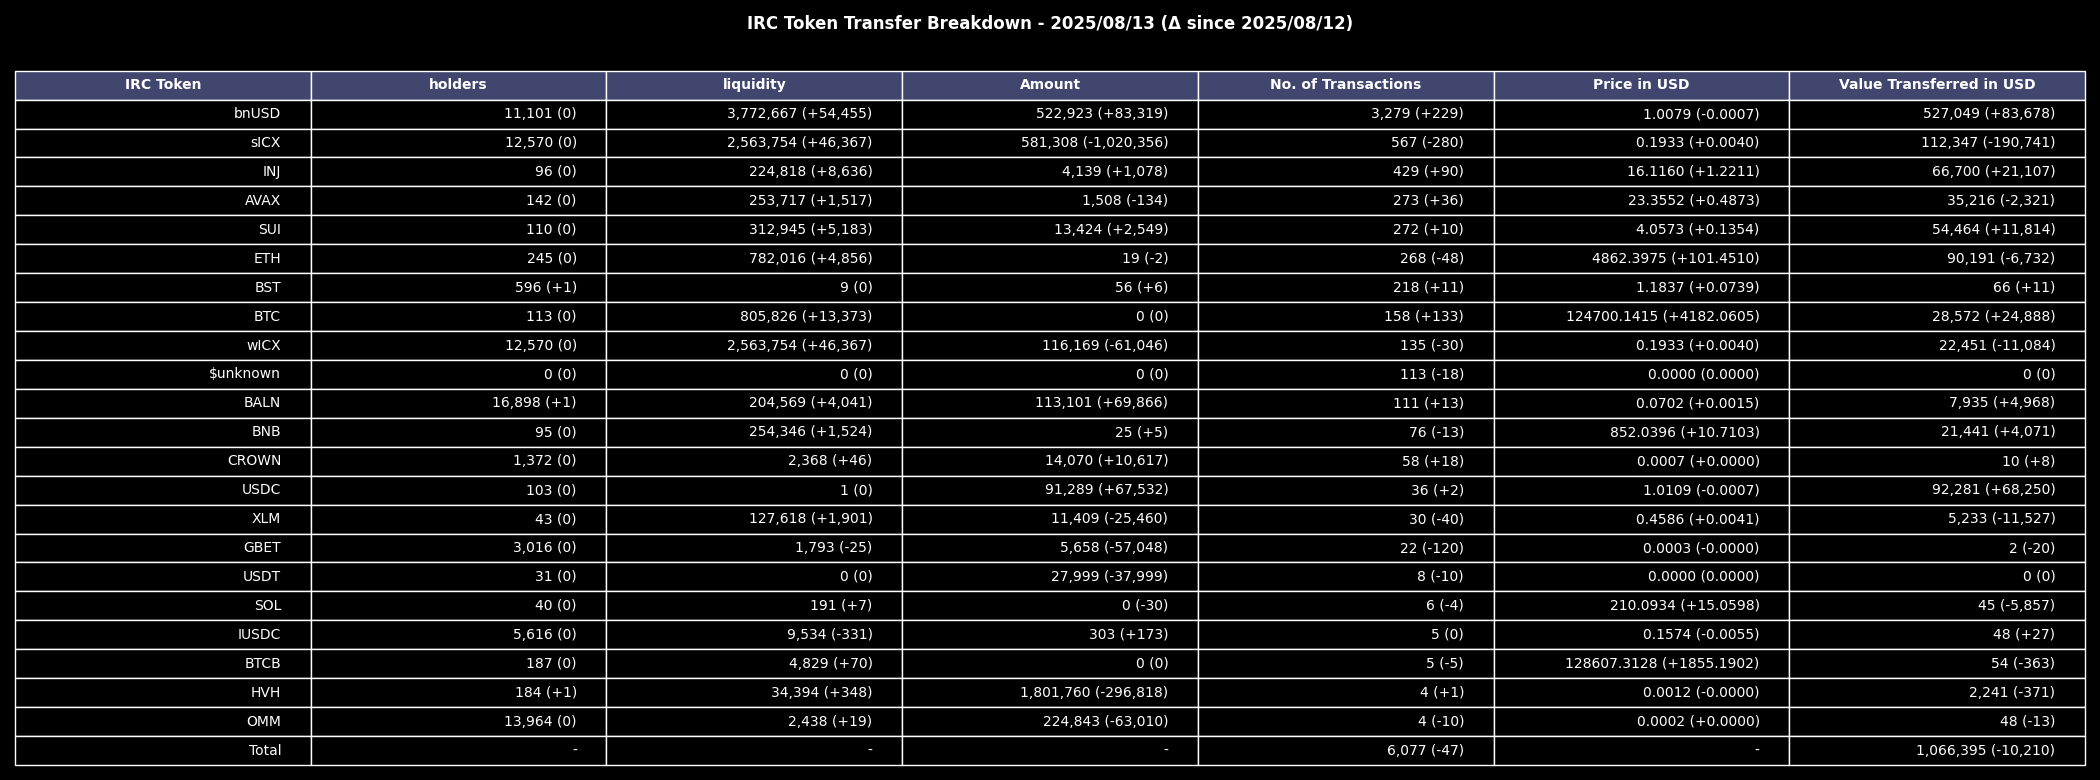 IRC Token Transfer Breakdown - 2025/08/13 (Δ since 2025/08/12)
IRC Token holders liquidity Amount No. of Transactions Price in USD Value Transferred in USD
bnUSD 11,101 (0) 3,772,667 (+54,455) 522,923 (+83,319) 3,279 (+229) 1.0079 (-0.0007) 527,049 (+83,678)
sICX 12,570 (0) 2,563,754 (+46,367) 581,308 (-1,020,356) 567 (-280) 0.1933 (+0.0040) 112,347 (-190,741)
INJ 96 (0) 224,818 (+8,636) 4,139 (+1,078) 429 (+90) 16.1160 (+1.2211) 66,700 (+21,107)
AVAX 142 (0) 253,717 (+1,517) 1,508 (-134) 273 (+36) 23.3552 (+0.4873) 35,216 (-2,321)
SUI 110 (0) 312,945 (+5,183) 13,424 (+2,549) 272 (+10) 4.0573 (+0.1354) 54,464 (+11,814)
ETH 245 (0) 782,016 (+4,856) 19 (-2) 268 (-48) 4862.3975 (+101.4510) 90,191 (-6,732)
BST 596 (+1) 9 (0) 56 (+6) 218 (+11) 1.1837 (+0.0739) 66 (+11)
BTC 113 (0) 805,826 (+13,373) 0 (0) 158 (+133) 124700.1415 (+4182.0605) 28,572 (+24,888)
wICX 12,570 (0) 2,563,754 (+46,367) 116,169 (-61,046) 135 (-30) 0.1933 (+0.0040) 22,451 (-11,084)
$unknown 0 (0) 0 (0) 0 (0) 113 (-18) 0.0000 (0.0000) 0 (0)
BALN 16,898 (+1) 204,569 (+4,041) 113,101 (+69,866) 111 (+13) 0.0702 (+0.0015) 7,935 (+4,968)
BNB 95 (0) 254,346 (+1,524) 25 (+5) 76 (-13) 852.0396 (+10.7103) 21,441 (+4,071)
CROWN 1,372 (0) 2,368 (+46) 14,070 (+10,617) 58 (+18) 0.0007 (+0.0000) 10 (+8)
USDC 103 (0) 1 (0) 91,289 (+67,532) 36 (+2) 1.0109 (-0.0007) 92,281 (+68,250)
XLM 43 (0) 127,618 (+1,901) 11,409 (-25,460) 30 (-40) 0.4586 (+0.0041) 5,233 (-11,527)
GBET 3,016 (0) 1,793 (-25) 5,658 (-57,048) 22 (-120) 0.0003 (-0.0000) 2 (-20)
USDT 31 (0) 0 (0) 27,999 (-37,999) 8 (-10) 0.0000 (0.0000) 0 (0)
SOL 40 (0) 191 (+7) 0 (-30) 6 (-4) 210.0934 (+15.0598) 45 (-5,857)
IUSDC 5,616 (0) 9,534 (-331) 303 (+173) 5 (0) 0.1574 (-0.0055) 48 (+27)
BTCB 187 (0) 4,829 (+70) 0 (0) 5 (-5) 128607.3128 (+1855.1902) 54 (-363)
HVH 184 (+1) 34,394 (+348) 1,801,760 (-296,818) 4 (+1) 0.0012 (-0.0000) 2,241 (-371)
OMM 13,964 (0) 2,438 (+19) 224,843 (-63,010) 4 (-10) 0.0002 (+0.0000) 48 (-13)
Total - - - 6,077 (-47) - 1,066,395 (-10,210)